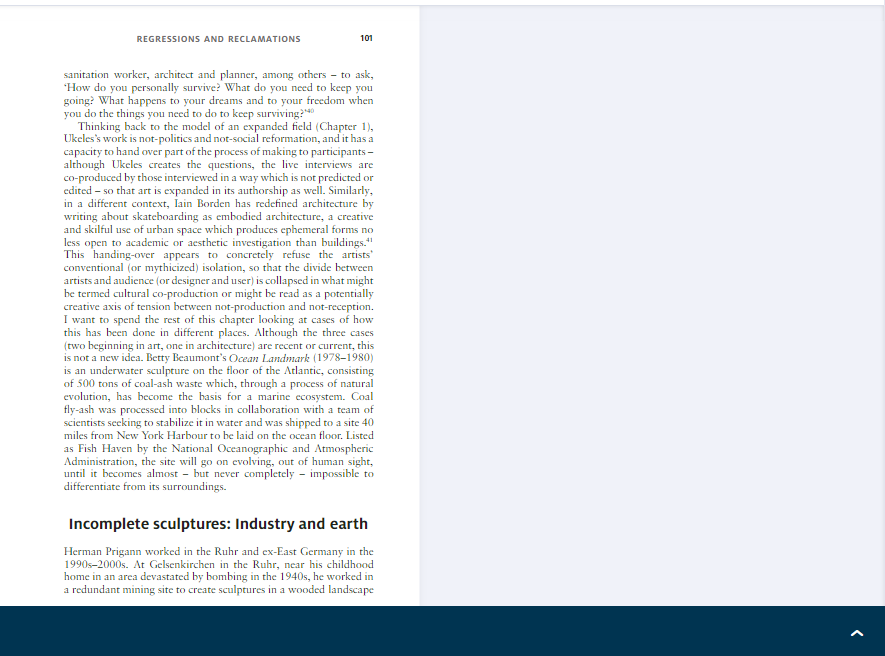 REGRESSIONS AND RECLAMATIONS 101
sanitation worker, architect and planner, among others – to ask,
‘How do you personally survive? What do you need to keep you
going? What happens to your dreams and to your freedom when
you do the things you need to do to keep surviving?’⁴⁰
Thinking back to the model of an expanded field (Chapter 1),
Ukeles’s work is not-politics and not-social reformation, and it has a
capacity to hand over part of the process of making to participants –
although Ukeles creates the questions, the live interviews are
co-produced by those interviewed in a way which is not predicted or
edited – so that art is expanded in its authorship as well. Similarly,
in a different context, Iain Borden has redefined architecture by
writing about skateboarding as embodied architecture, a creative
and skilful use of urban space which produces ephemeral forms no
less open to academic or aesthetic investigation than buildings.⁴¹
This handing-over appears to concretely refuse the artists’
conventional (or mythicized) isolation, so that the divide between
artists and audience (or designer and user) is collapsed in what might
be termed cultural co-production or might be read as a potentially
creative axis of tension between not-production and not-reception.
I want to spend the rest of this chapter looking at cases of how
this has been done in different places. Although the three cases
(two beginning in art, one in architecture) are recent or current, this
is not a new idea. Betty Beaumont’s Ocean Landmark (1978–1980)
is an underwater sculpture on the floor of the Atlantic, consisting
of 500 tons of coal-ash waste which, through a process of natural
evolution, has become the basis for a marine ecosystem. Coal
fly-ash was processed into blocks in collaboration with a team of
scientists seeking to stabilize it in water and was shipped to a site 40
miles from New York Harbour to be laid on the ocean floor. Listed
as Fish Haven by the National Oceanographic and Atmospheric
Administration, the site will go on evolving, out of human sight,
until it becomes almost – but never completely – impossible to
differentiate from its surroundings.
Incomplete sculptures: Industry and earth
Herman Prigann worked in the Ruhr and ex-East Germany in the
1990s–2000s. At Gelsenkirchen in the Ruhr, near his childhood
home in an area devastated by bombing in the 1940s, he worked in
a redundant mining site to create sculptures in a wooded landscape